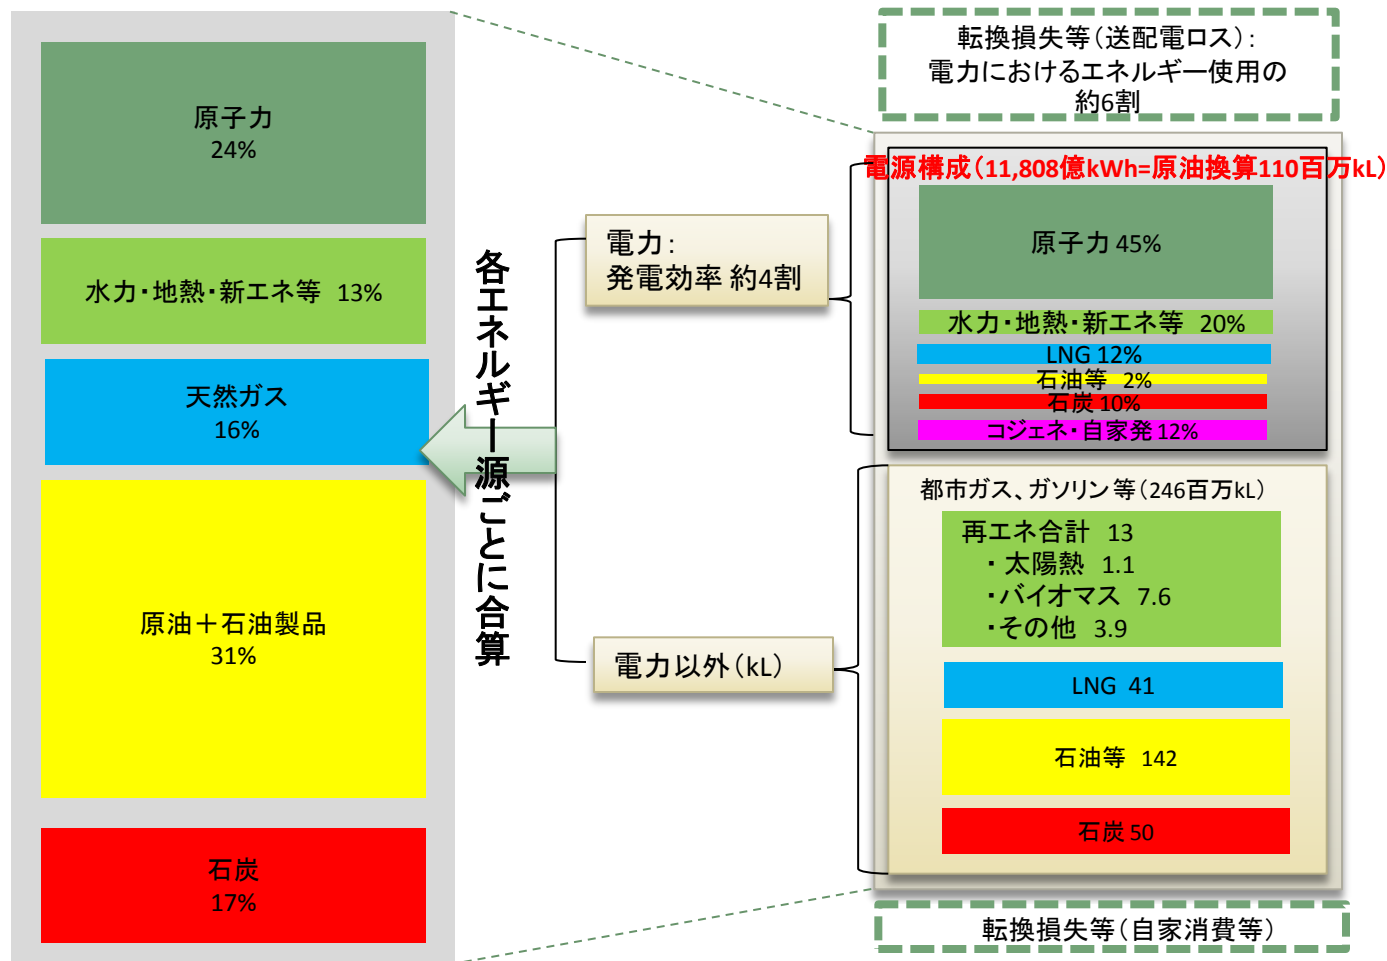 原子力
24%
水力・地熱・新エネ等 13%
天然ガス
16%
原油＋石油製品
31%
石炭
17%
各エネルギー源ごとに合算
電力：
発電効率 約4割
電力以外（kL）
転換損失等（送配電ロス）：
電力におけるエネルギー使用の
約6割
電源構成（11,808億kWh=原油換算110百万kL）
原子力 45%
水力・地熱・新エネ等 20%
LNG 12%
石油等 2%
石炭 10%
コジェネ・自家発 12%
都市ガス、ガソリン 等（246百万kL）
再エネ合計 13
・太陽熱 1.1
・バイオマス 7.6
・その他 3.9
LNG 41
石油等 142
石炭 50
転換損失等（自家消費等）